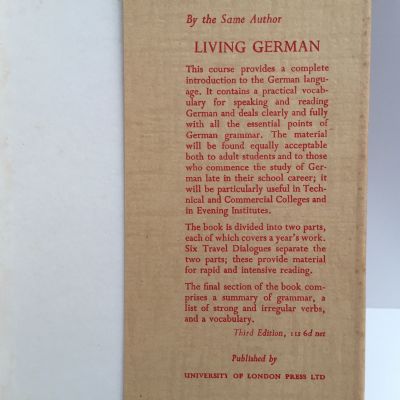 By the Same Author
LIVING GERMAN
This course provides a complete
introduction to the German langu-
age. It contains a practical vocab-
ulary for speaking and reading
German and deals clearly and fully
with all the essential points of
German grammar. The material
will be found equally acceptable
both to adult students and to those
who commence the study of Ger-
man late in their school career; it
will be particularly useful in Tech-
nical and Commercial Colleges and
in Evening Institutes.
The book is divided into two parts,
each of which covers a year's work.
Six Travel Dialogues separate the
two parts; these provide material
for rapid and intensive reading.
The final section of the book com-
prises a summary of grammar, a
list of strong and irregular verbs,
and a vocabulary.
Third Edition, 11s 6d net
Published by
UNIVERSITY OF LONDON PRESS LTD